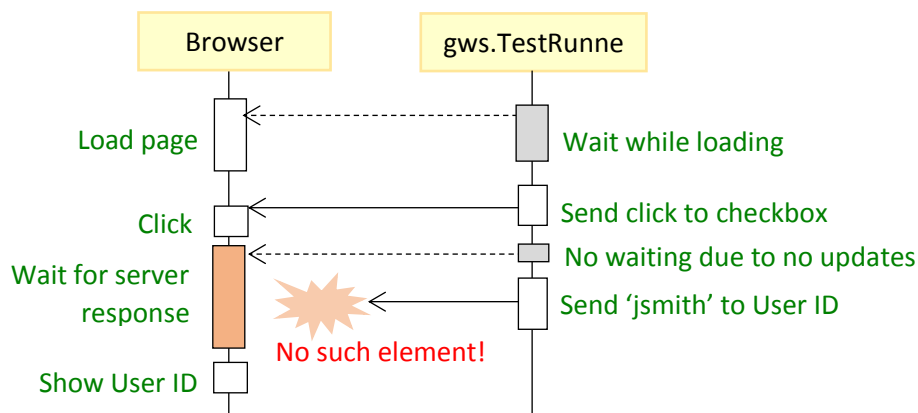 Browser
gws.TestRunne
Load page
Wait while loading
Click
Send click to checkbox
Wait for server
response
No waiting due to no updates
Send ‘jsmith’ to User ID
No such element!
Show User ID